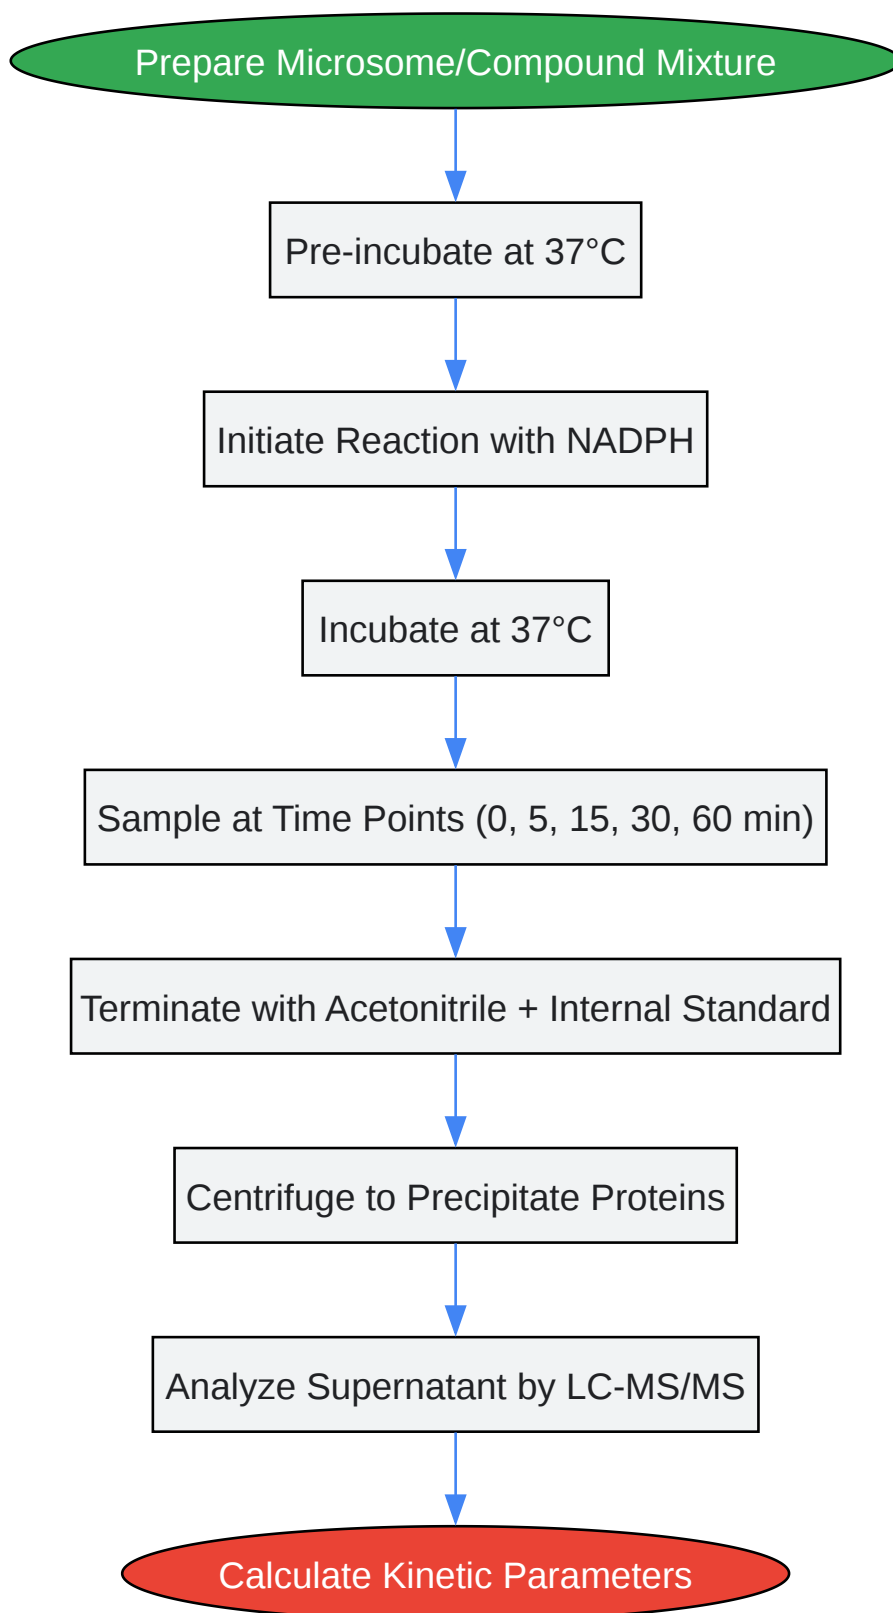 Prepare Microsome/Compound Mixture
Pre-incubate at 37°C
Initiate Reaction with NADPH
Incubate at 37°C
Sample at Time Points (0, 5, 15, 30, 60 min)
Terminate with Acetonitrile + Internal Standard
Centrifuge to Precipitate Proteins
Analyze Supernatant by LC-MS/MS
Calculate Kinetic Parameters